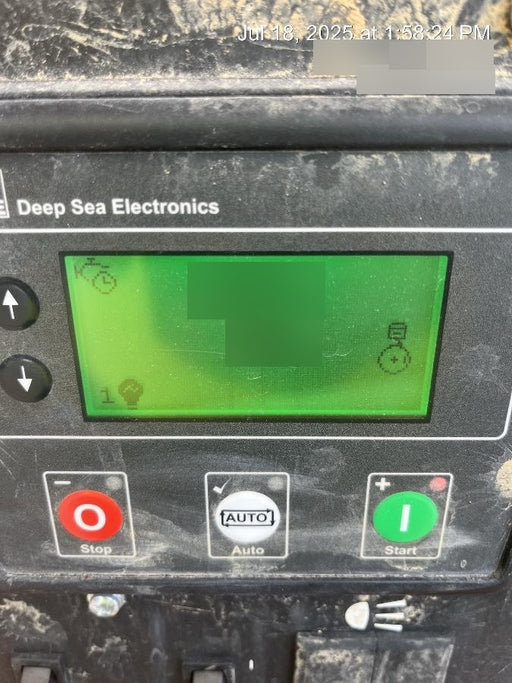 Jul 18, 2025 at 1:58:24 PM
Deep Sea Electronics
1
O
Stop
AUTO
Auto
I
Start